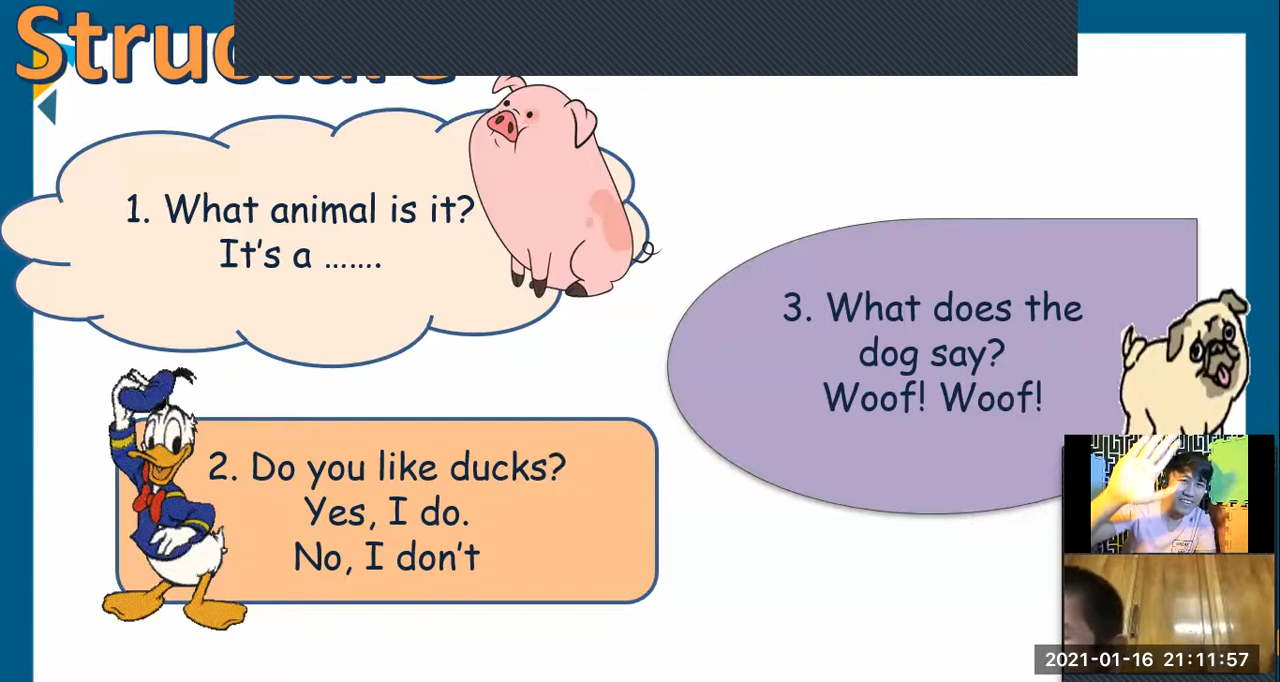 1. What animal is it?
It's a .......
2. Do you like ducks?
Yes, I do.
No, I don't
3. What does the
dog say?
Woof! Woof!
2021-01-16 21:11:57